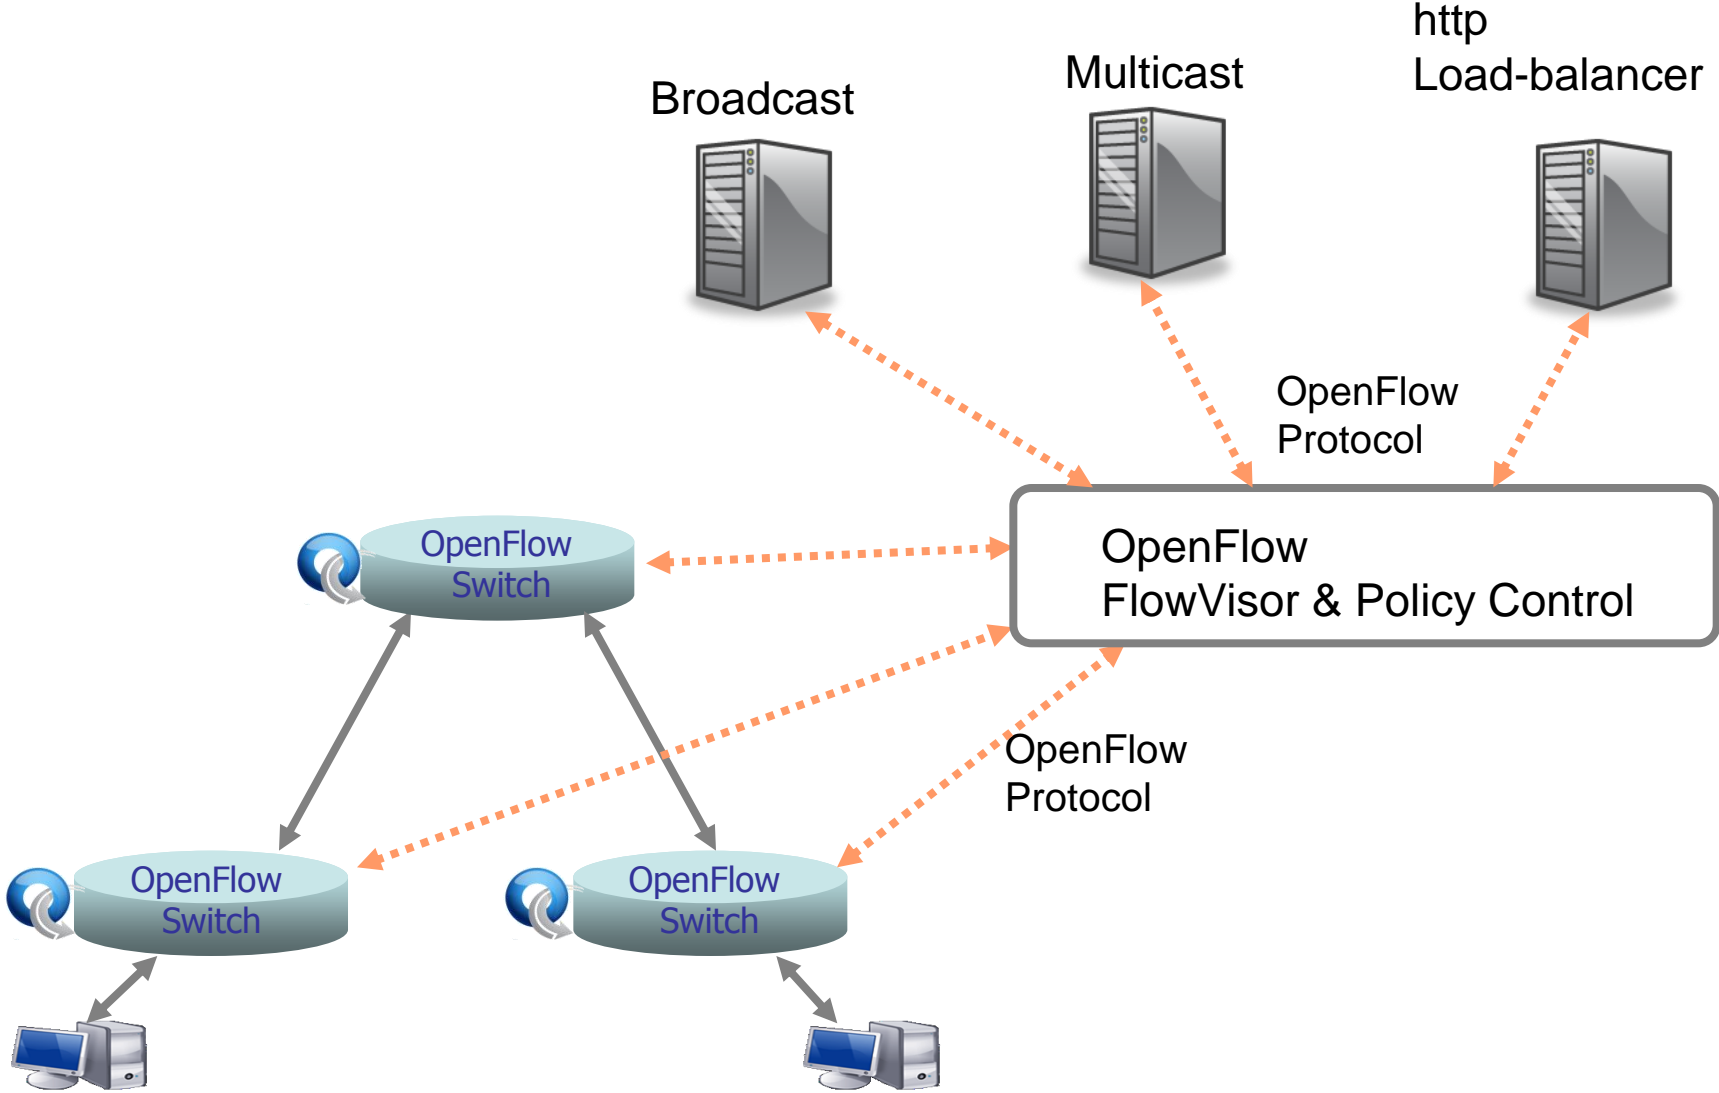 http
Load-balancer
Multicast
Broadcast
OpenFlow
Protocol
OpenFlow
FlowVisor & Policy Control
OpenFlow
Switch
OpenFlow
Protocol
OpenFlow
Switch
OpenFlow
Switch